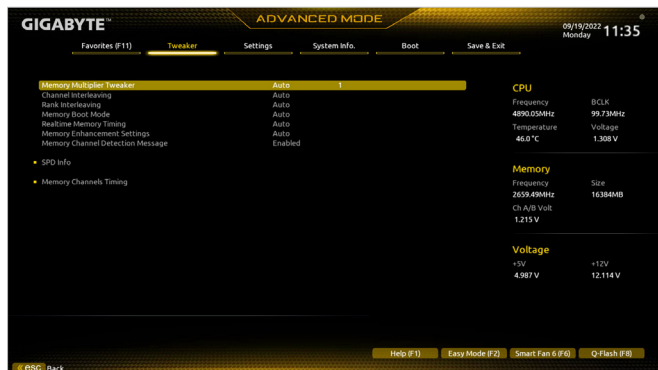 GIGABYTE™
ADVANCED MODE
09/19/2022 Monday 11:35
Favorites (F11) Tweaker Settings System Info. Boot Save & Exit
Memory Multiplier Tweaker Auto 1
Channel Interleaving Auto
Rank Interleaving Auto
Memory Boot Mode Auto
Realtime Memory Timing Auto
Memory Enhancement Settings Auto
Memory Channel Detection Message Enabled
SPD Info
Memory Channels Timing
CPU
Frequency BCLK
4890.05MHz 99.73MHz
Temperature Voltage
46.0 °C 1.308 V
Memory
Frequency Size
2659.49MHz 16384MB
Ch A/B Volt
1.215 V
Voltage
+5V +12V
4.987 V 12.114 V
Help (F1) Easy Mode (F2) Smart Fan 6 (F6) Q-Flash (F8)
esc Back